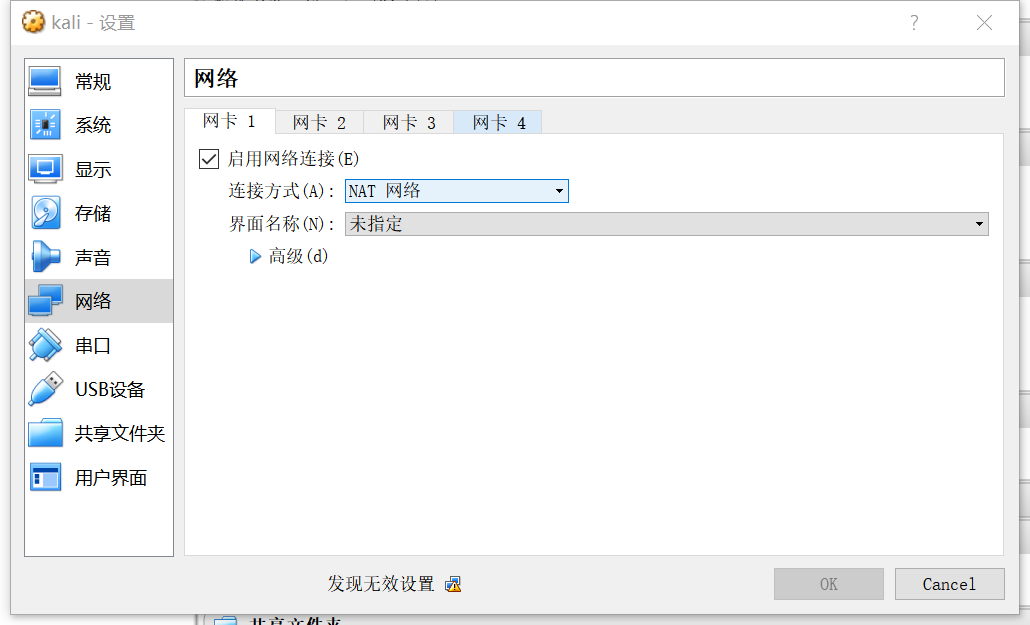 kali - 设置
?
常规
系统
显示
存储
声音
网络
串口
USB设备
共享文件夹
用户界面
网络
网卡 1 网卡 2 网卡 3 网卡 4
启用网络连接(E)
连接方式(A): NAT 网络
界面名称(N): 未指定
高级(d)
发现无效设置
OK Cancel
共享文件夹